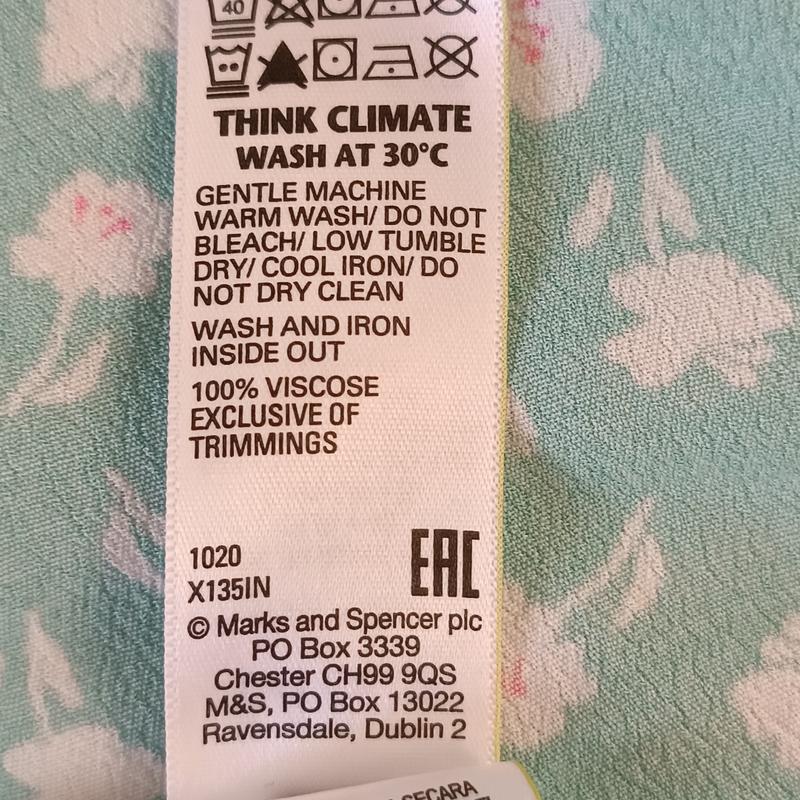 40
THINK CLIMATE
WASH AT 30°C
GENTLE MACHINE
WARM WASH/ DO NOT
BLEACH/ LOW TUMBLE
DRY/ COOL IRON/ DO
NOT DRY CLEAN
WASH AND IRON
INSIDE OUT
100% VISCOSE
EXCLUSIVE OF
TRIMMINGS
1020
X135IN
EAC
© Marks and Spencer plc
PO Box 3339
Chester CH99 9QS
M&S, PO Box 13022
Ravensdale, Dublin 2
SECARA